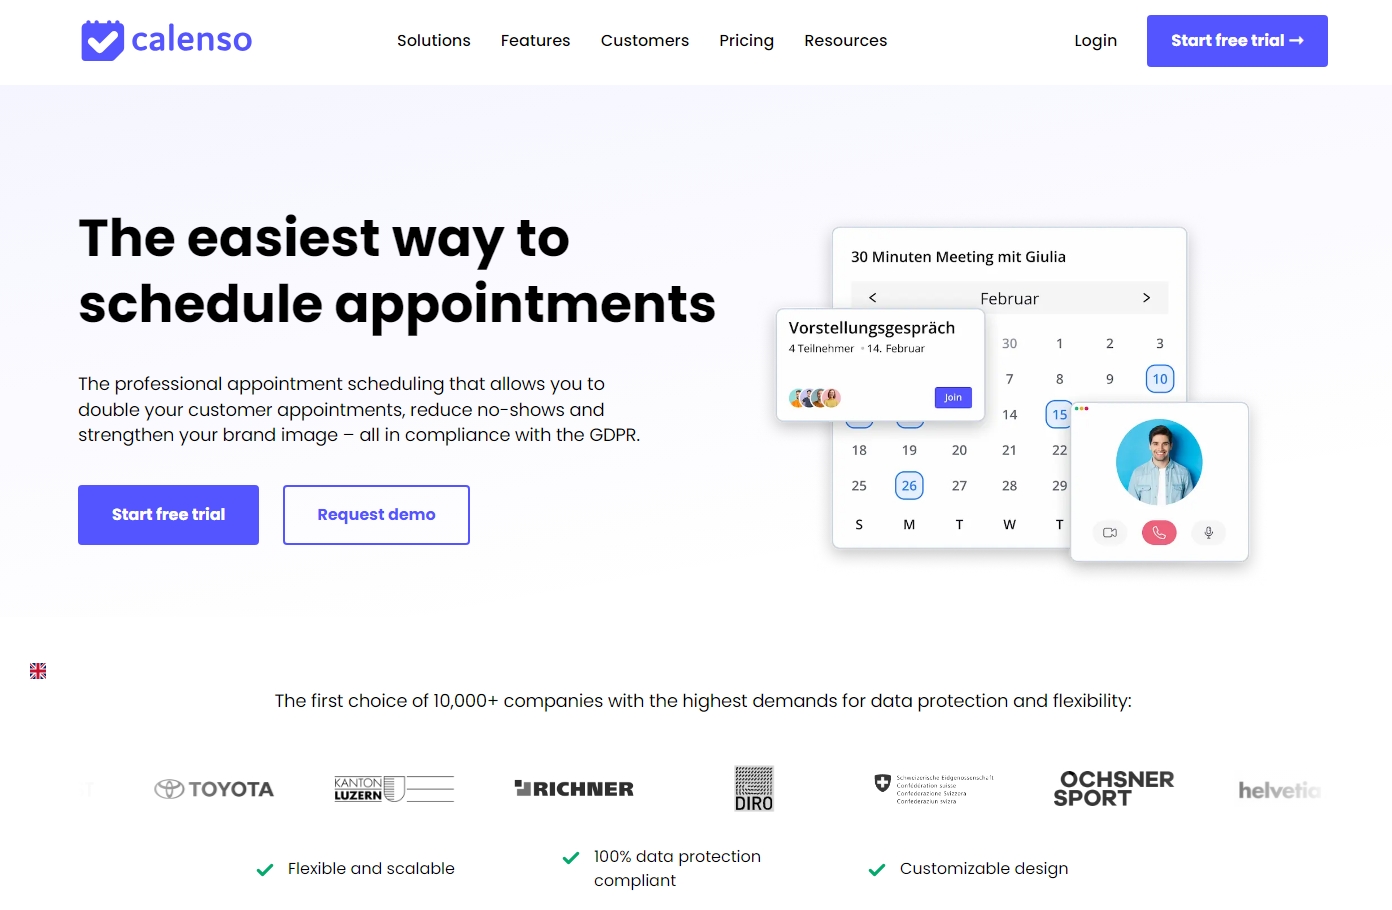 calenso
Solutions
Features
Customers
Pricing
Resources
Login
Start free trial →
The easiest way to
schedule appointments
The professional appointment scheduling that allows you to
double your customer appointments, reduce no-shows and
strengthen your brand image – all in compliance with the GDPR.
Start free trial
Request demo
30 Minuten Meeting mit Giulia
< Februar >
Vorstellungsgespräch
4 Teilnehmer • 14. Februar
Join
30 1 2 3
7 8 9 10
14 15
18 19 20 21 22
25 26 27 28 29
S M T W T
The first choice of 10,000+ companies with the highest demands for data protection and flexibility:
TOYOTA
KANTON
LUZERN
RICHNER
DIRO
Schweizerische Eidgenossenschaft
Confédération suisse
Confederazione Svizzera
Confederaziun svizra
OCHSNER
SPORT
helvetia
Flexible and scalable
100% data protection
compliant
Customizable design